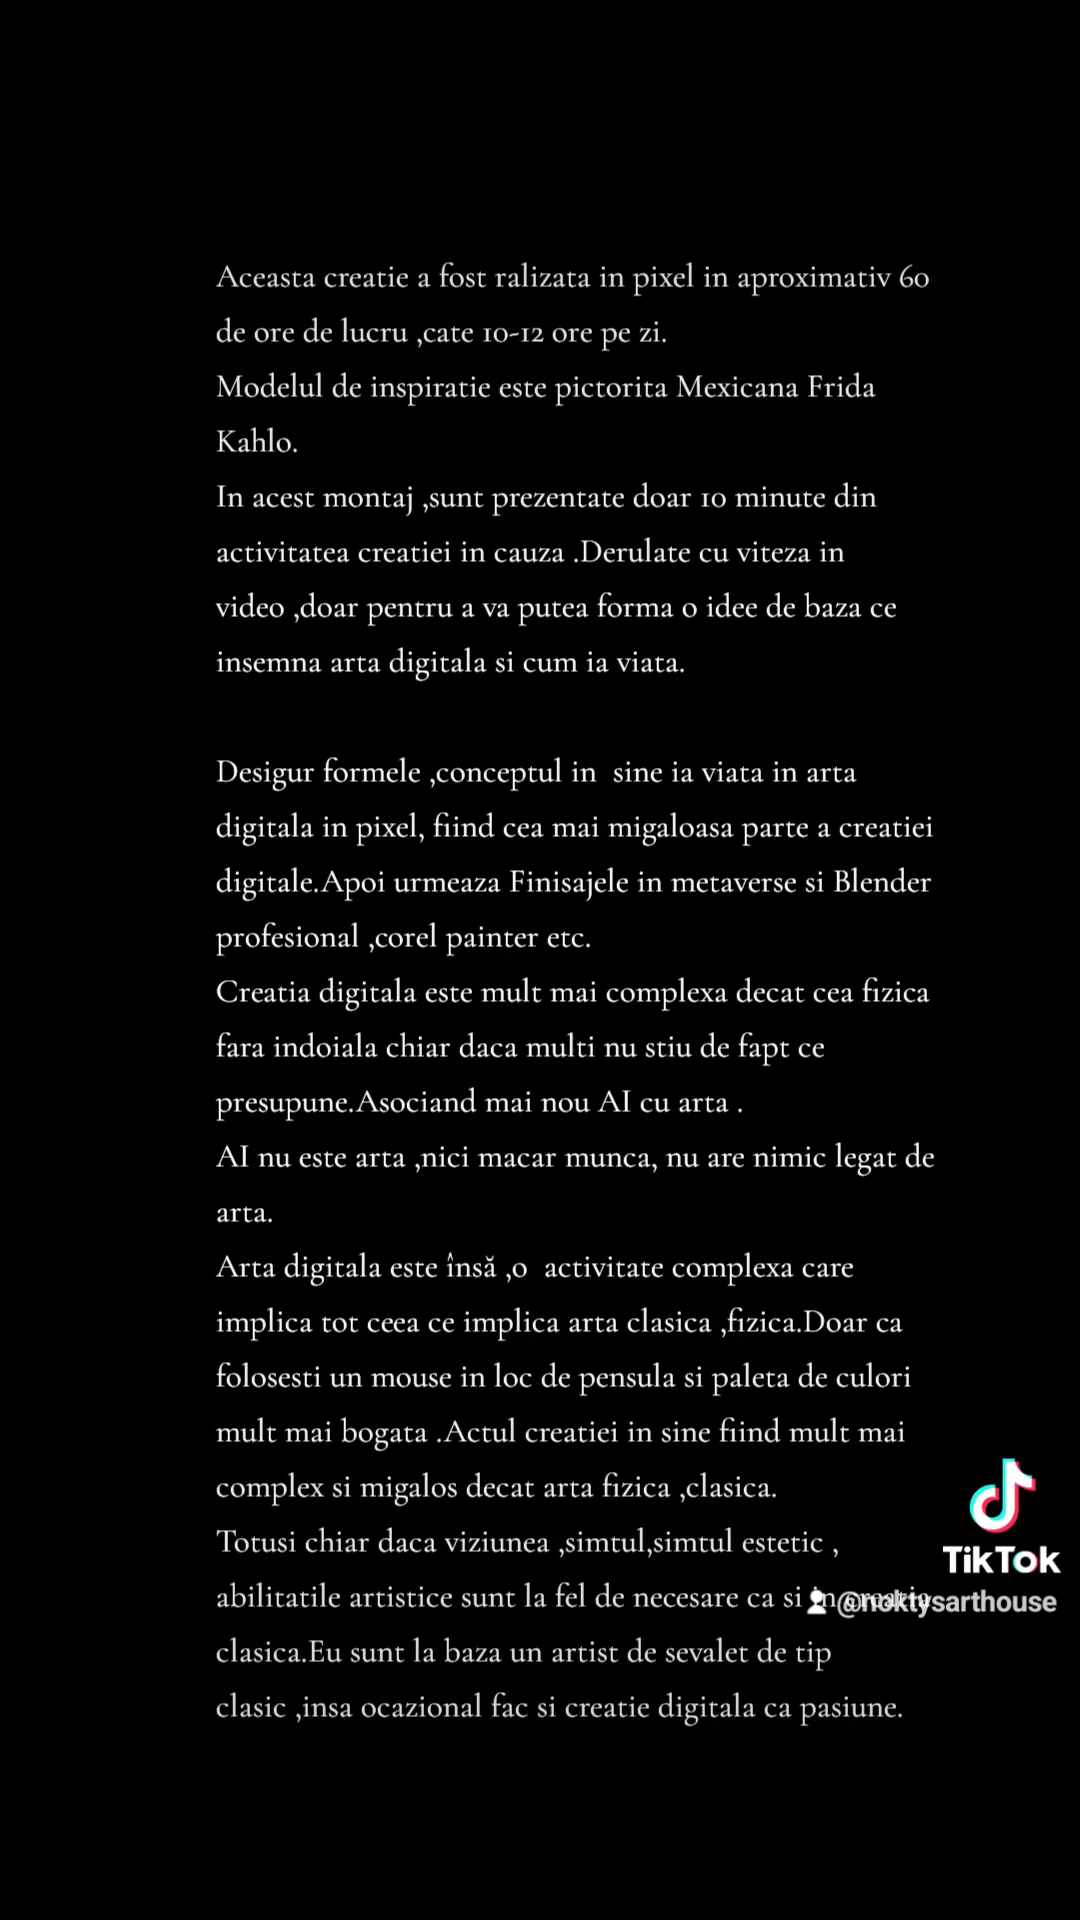 Aceasta creatie a fost ralizata in pixel in aproximativ 60
de ore de lucru ,cate 10-12 ore pe zi.
Modelul de inspiratie este pictorita Mexicana Frida
Kahlo.
In acest montaj ,sunt prezentate doar 10 minute din
activitatea creatiei in cauza .Derulate cu viteza in
video ,doar pentru a va putea forma o idee de baza ce
insemna arta digitala si cum ia viata.
Desigur formele ,conceptul in  sine ia viata in arta
digitala in pixel, fiind cea mai migaloasa parte a creatiei
digitale.Apoi urmeaza Finisajele in metaverse si Blender
profesional ,corel painter etc.
Creatia digitala este mult mai complexa decat cea fizica
fara indoiala chiar daca multi nu stiu de fapt ce
presupune.Asociand mai nou AI cu arta .
AI nu este arta ,nici macar munca, nu are nimic legat de
arta.
Arta digitala este însă ,o  activitate complexa care
implica tot ceea ce implica arta clasica ,fizica.Doar ca
folosesti un mouse in loc de pensula si paleta de culori
mult mai bogata .Actul creatiei in sine fiind mult mai
complex si migalos decat arta fizica ,clasica.
Totusi chiar daca viziunea ,simtul,simtul estetic ,
abilitatile artistice sunt la fel de necesare ca si in creatia
clasica.Eu sunt la baza un artist de sevalet de tip
clasic ,insa ocazional fac si creatie digitala ca pasiune.
TikTok
@noktysarthouse